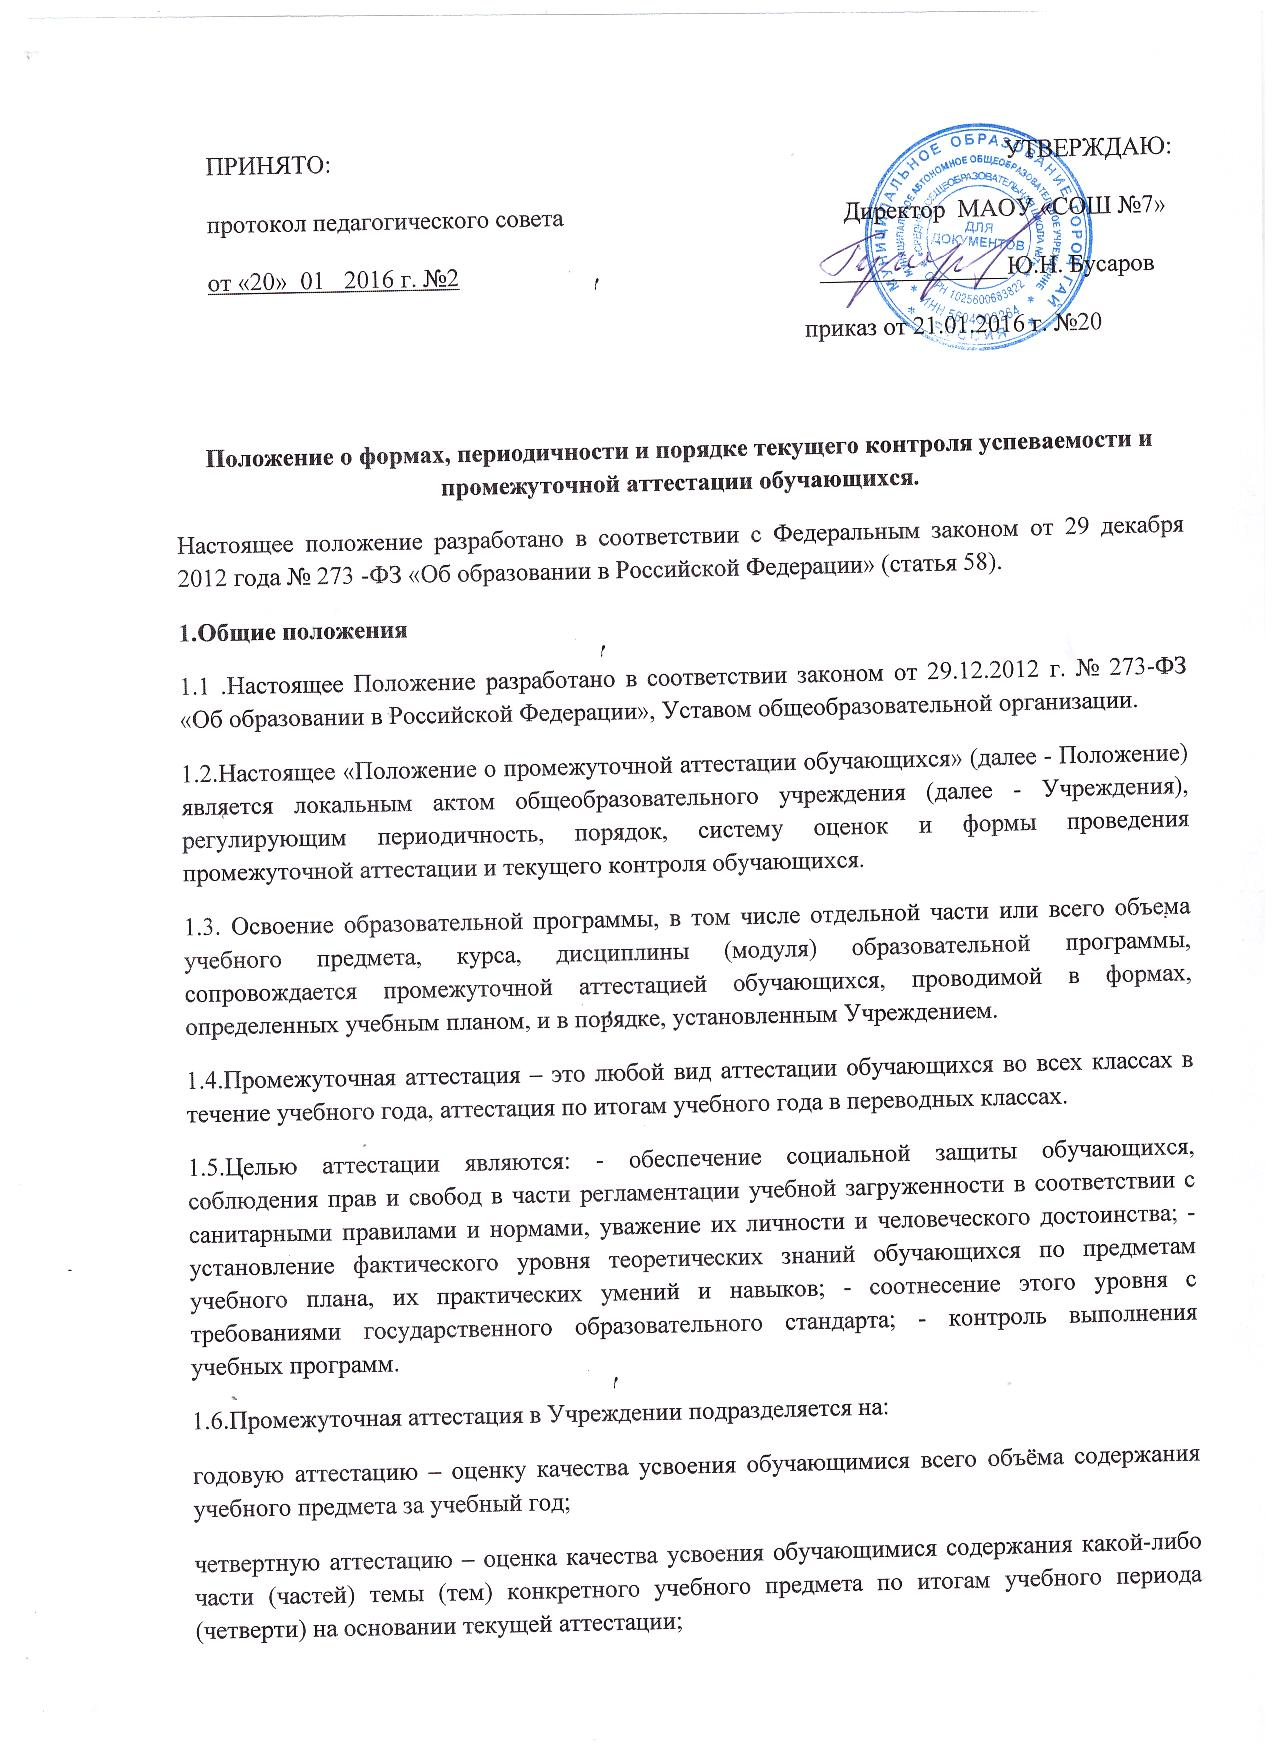 ПРИНЯТО:
УТВЕРЖДАЮ:
протокол педагогического совета
Директор МАОУ «СОШ №7»
от «20» 01 2016 г. №2
Ю.Н. Бусаров
приказ от 21.01.2016 г. №20
МУНИЦИПАЛЬНОЕ ОБРАЗОВАНИЕ ГОРОД ГАЙ
ДЛЯ
ДОКУМЕНТОВ
ОГРН 1025600683822
Положение о формах, периодичности и порядке текущего контроля успеваемости и
промежуточной аттестации обучающихся.
Настоящее положение разработано в соответствии с Федеральным законом от 29 декабря
2012 года № 273 -ФЗ «Об образовании в Российской Федерации» (статья 58).
1.Общие положения
1.1 .Настоящее Положение разработано в соответствии законом от 29.12.2012 г. № 273-ФЗ
«Об образовании в Российской Федерации», Уставом общеобразовательной организации.
1.2.Настоящее «Положение о промежуточной аттестации обучающихся» (далее - Положение)
является локальным актом общеобразовательного учреждения (далее - Учреждения),
регулирующим периодичность, порядок, систему оценок и формы проведения
промежуточной аттестации и текущего контроля обучающихся.
1.3. Освоение образовательной программы, в том числе отдельной части или всего объема
учебного предмета, курса, дисциплины (модуля) образовательной программы,
сопровождается промежуточной аттестацией обучающихся, проводимой в формах,
определенных учебным планом, и в порядке, установленным Учреждением.
1.4.Промежуточная аттестация – это любой вид аттестации обучающихся во всех классах в
течение учебного года, аттестация по итогам учебного года в переводных классах.
1.5.Целью аттестации являются: - обеспечение социальной защиты обучающихся,
соблюдения прав и свобод в части регламентации учебной загруженности в соответствии с
санитарными правилами и нормами, уважение их личности и человеческого достоинства; -
установление фактического уровня теоретических знаний обучающихся по предметам
учебного плана, их практических умений и навыков; - соотнесение этого уровня с
требованиями государственного образовательного стандарта; - контроль выполнения
учебных программ.
1.6.Промежуточная аттестация в Учреждении подразделяется на:
годовую аттестацию – оценку качества усвоения обучающимися всего объёма содержания
учебного предмета за учебный год;
четвертную аттестацию – оценка качества усвоения обучающимися содержания какой-либо
части (частей) темы (тем) конкретного учебного предмета по итогам учебного периода
(четверти) на основании текущей аттестации;